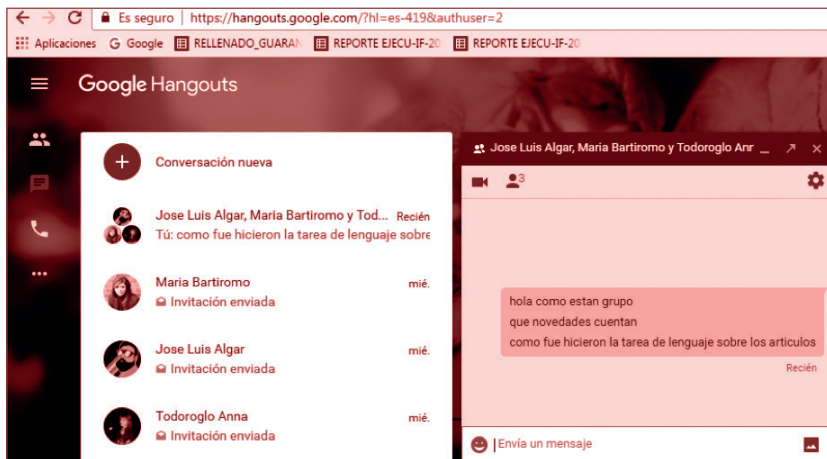 Es seguro | https://hangouts.google.com/?hl=es-419&authuser=2
Aplicaciones G Google RELLENADO_GUARAN REPORTE EJECU-IF-20 REPORTE EJECU-IF-20
Google Hangouts
Conversación nueva
Jose Luis Algar, Maria Bartiromo y Tod... Recién
Tú: como fue hicieron la tarea de lenguaje sobre
Maria Bartiromo mié.
Invitación enviada
Jose Luis Algar mié.
Invitación enviada
Todoroglo Anna mié.
Invitación enviada
Jose Luis Algar, Maria Bartiromo y Todoroglo Anr
3
hola como estan grupo
que novedades cuentan
como fue hicieron la tarea de lenguaje sobre los articulos
Recién
Envía un mensaje